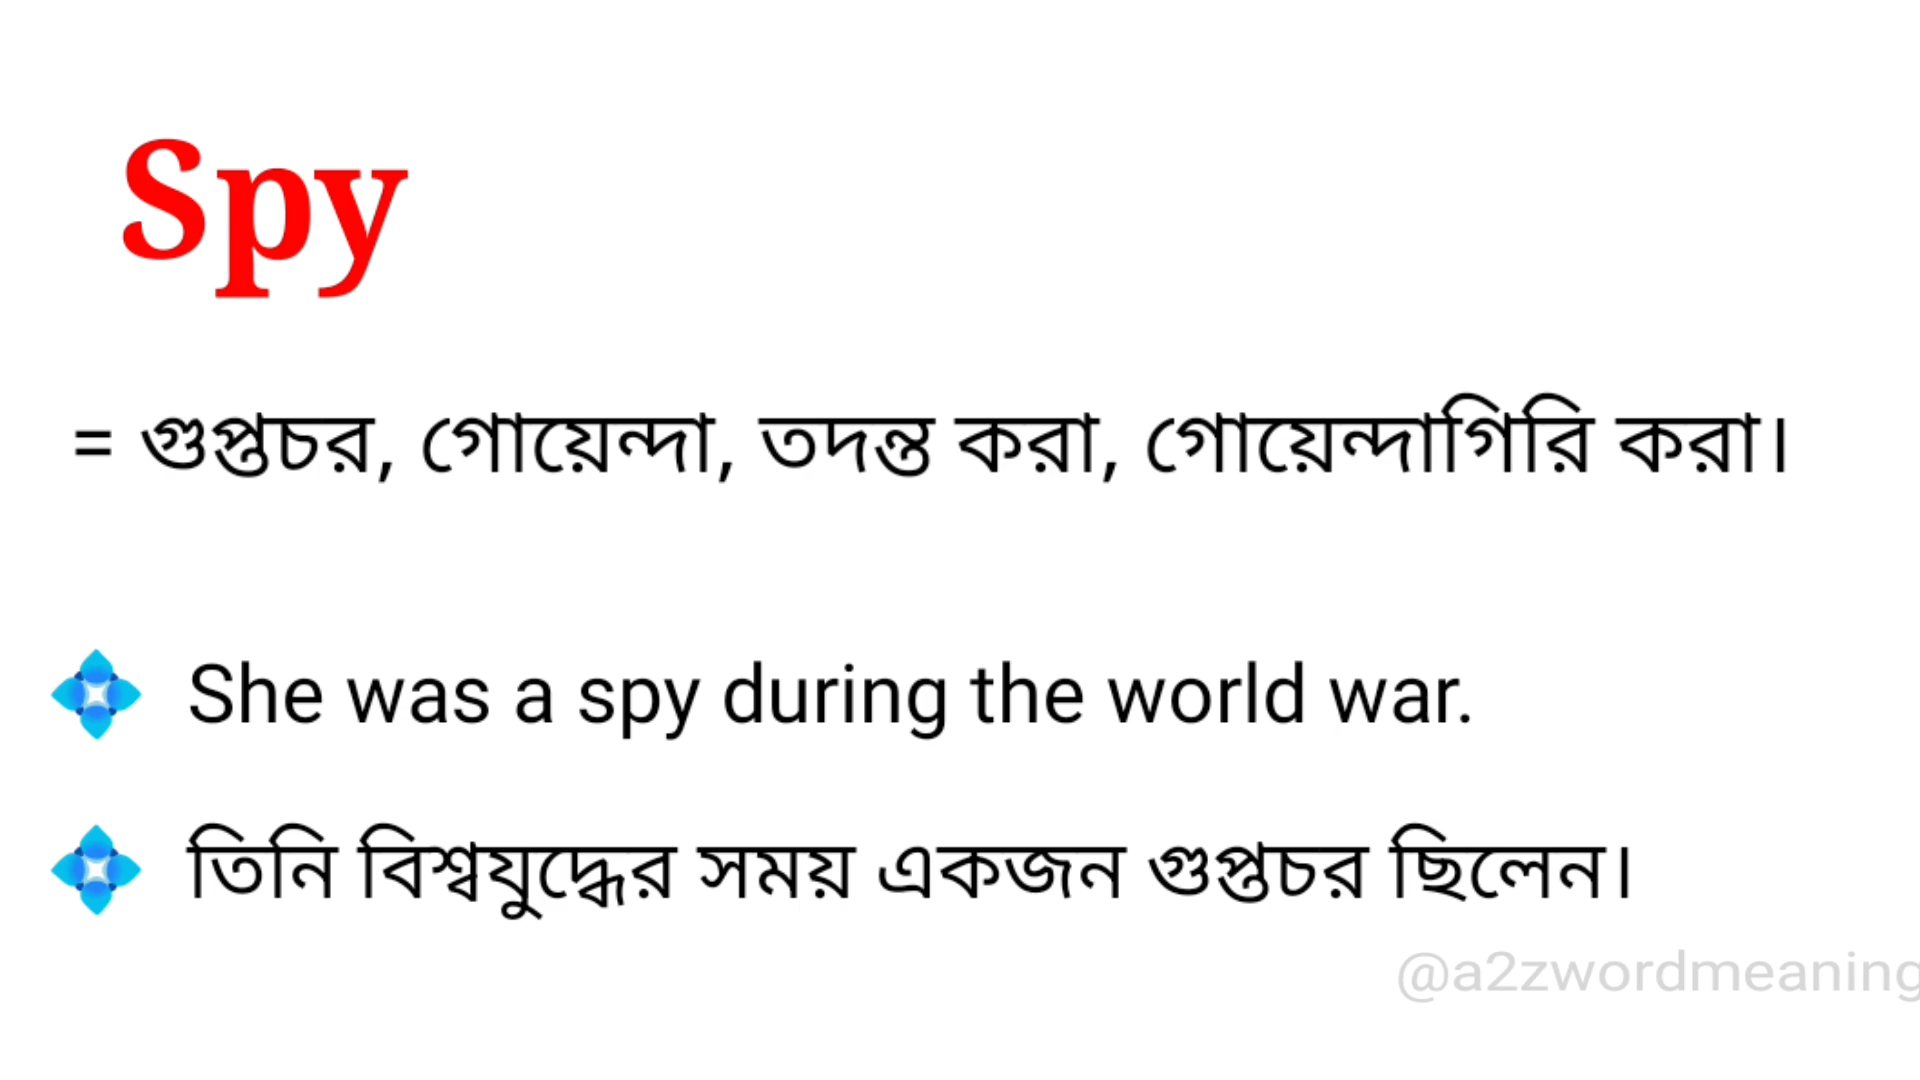 Spy
= গুপ্তচর, গোয়েন্দা, তদন্ত করা, গোয়েন্দাগিরি করা।
She was a spy during the world war.
তিনি বিশ্বযুদ্ধের সময় একজন গুপ্তচর ছিলেন।
@a2zwordmeaning